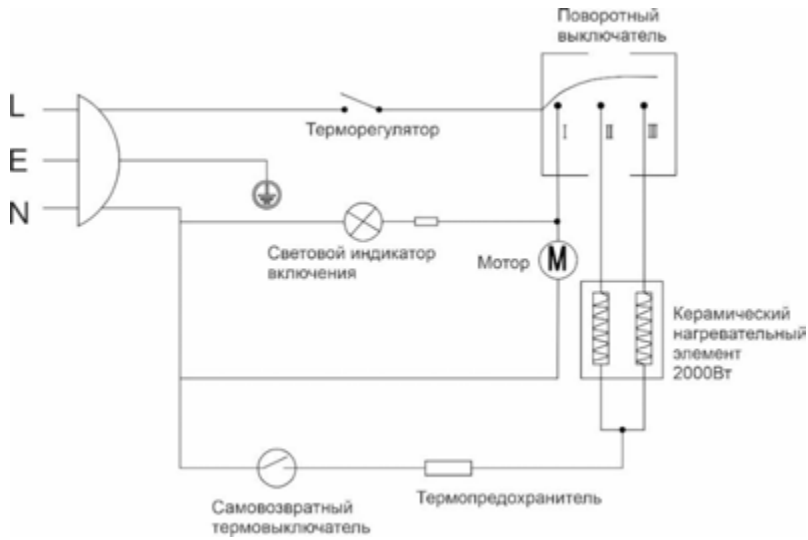 Поворотный
выключатель
L
Терморегулятор
I
II
III
E
N
Световой индикатор
включения
Мотор
M
Керамический
нагревательный
элемент
2000Вт
Термопредохранитель
Самовозвратный
термовыключатель